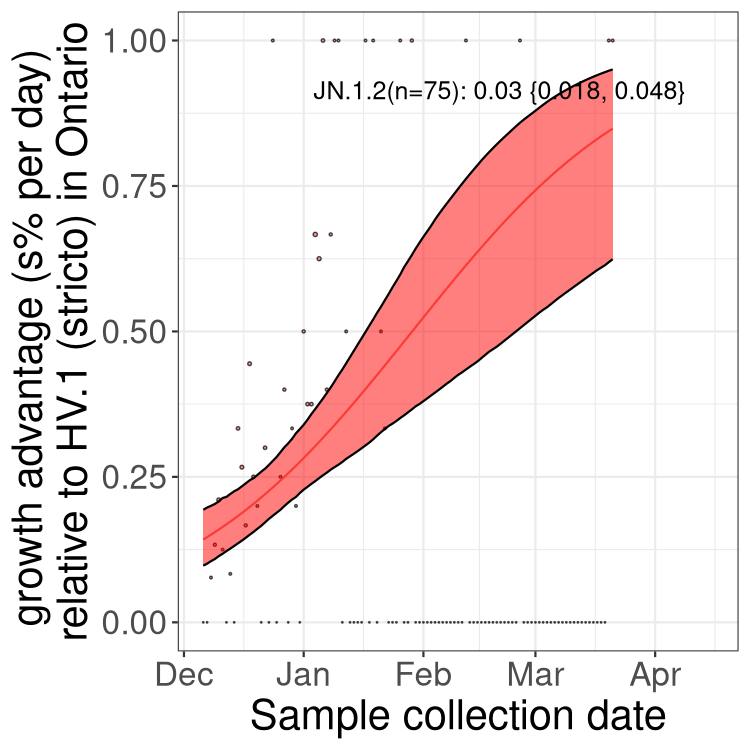 growth advantage (s% per day)
relative to HV.1 (stricto) in Ontario
1.00
0.75
0.50
0.25
0.00
JN.1.2(n=75): 0.03 {0.018, 0.048}
Dec Jan Feb Mar Apr
Sample collection date